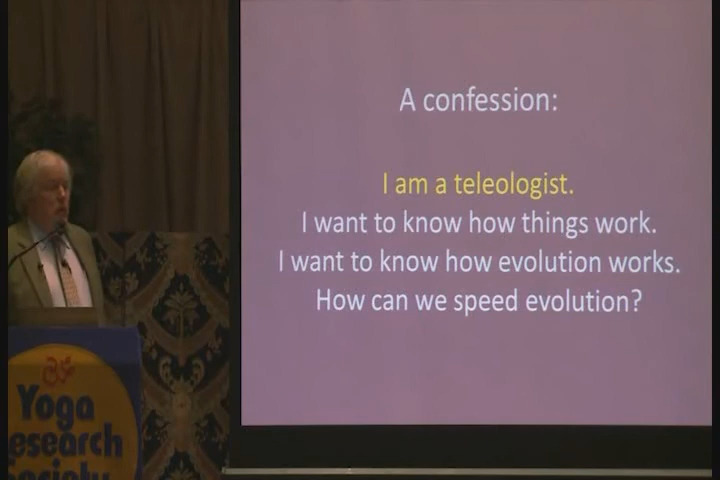 A confession:
I am a teleologist.
I want to know how things work.
I want to know how evolution works.
How can we speed evolution?
ॐ
Yoga
esearch
Society